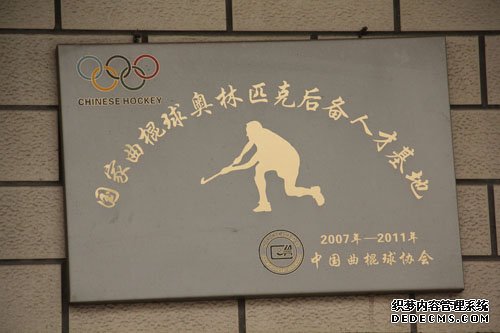 CHINESE HOCKEY
国家曲棍球奥林匹克后备人才基地
2007年—2011年
中国曲棍球协会
织梦内容管理系统
DEDECMS.COM